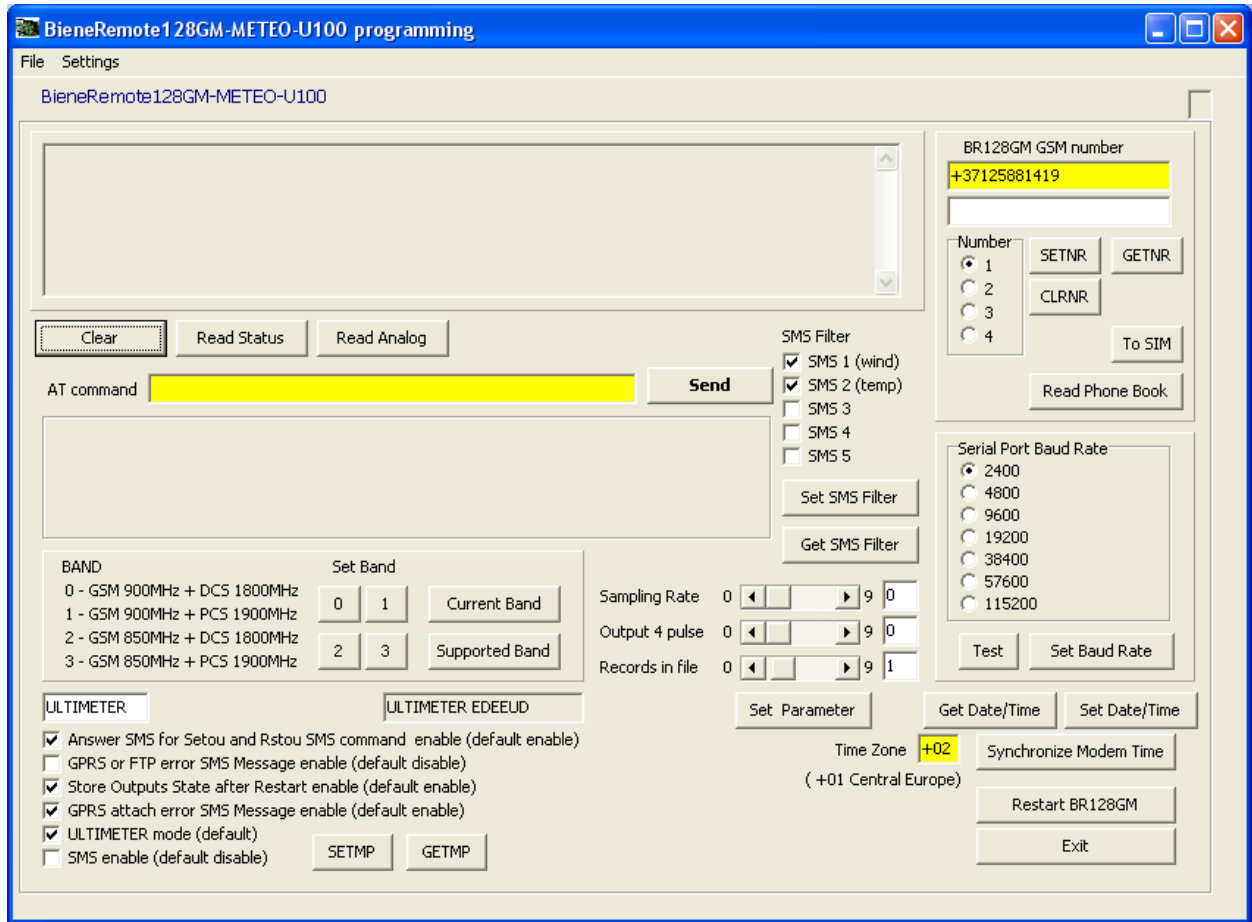 BieneRemote128GM-METEO-U100 programming
File Settings
BieneRemote128GM-METEO-U100
BR128GM GSM number
+37125881419
Number
1
2
3
4
SETNR
GETNR
CLRNR
To SIM
Read Phone Book
Clear
Read Status
Read Analog
AT command
Send
SMS Filter
SMS 1 (wind)
SMS 2 (temp)
SMS 3
SMS 4
SMS 5
Set SMS Filter
Get SMS Filter
Serial Port Baud Rate
2400
4800
9600
19200
38400
57600
115200
Test
Set Baud Rate
BAND
0 - GSM 900MHz + DCS 1800MHz
1 - GSM 900MHz + PCS 1900MHz
2 - GSM 850MHz + DCS 1800MHz
3 - GSM 850MHz + PCS 1900MHz
Set Band
0 1
2 3
Current Band
Supported Band
Sampling Rate 0 9 0
Output 4 pulse 0 9 0
Records in file 0 9 1
ULTIMETER
ULTIMETER EDEEUD
Set Parameter
Get Date/Time
Set Date/Time
Answer SMS for Setou and Rstou SMS command enable (default enable)
GPRS or FTP error SMS Message enable (default disable)
Store Outputs State after Restart enable (default enable)
GPRS attach error SMS Message enable (default enable)
ULTIMETER mode (default)
SMS enable (default disable)
SETMP
GETMP
Time Zone +02
( +01 Central Europe)
Synchronize Modem Time
Restart BR128GM
Exit